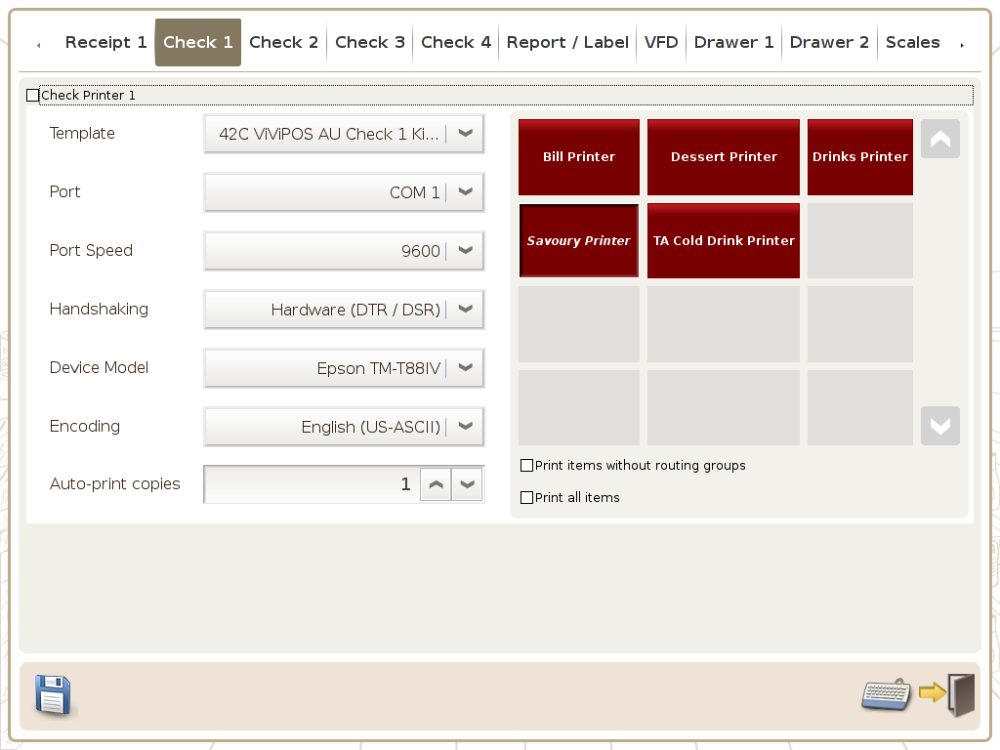 Receipt 1 Check 1 Check 2 Check 3 Check 4 Report / Label VFD Drawer 1 Drawer 2 Scales
Check Printer 1
Template 42C ViViPOS AU Check 1 Ki...
Port COM 1
Port Speed 9600
Handshaking Hardware (DTR / DSR)
Device Model Epson TM-T88IV
Encoding English (US-ASCII)
Auto-print copies 1
Bill Printer Dessert Printer Drinks Printer
Savoury Printer TA Cold Drink Printer
Print items without routing groups
Print all items